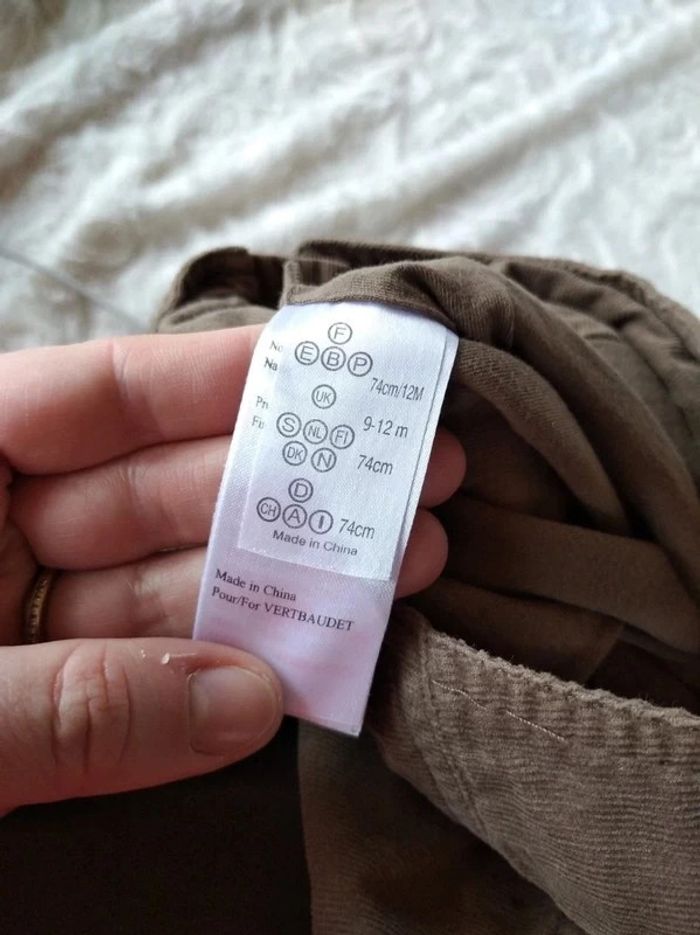 F
E B P 74cm/12M
UK 9-12 m
S NL FI
DK N 74cm
D
CH A I 74cm
Made in China
Made in China
Pour/For VERTBAUDET